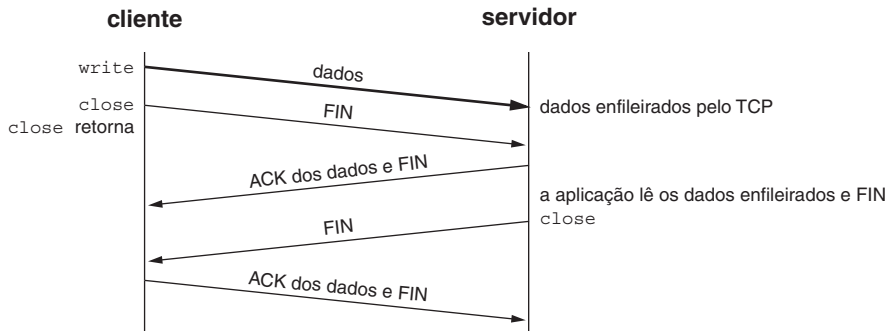 cliente
servidor
write
dados
dados enfileirados pelo TCP
close
FIN
close retorna
ACK dos dados e FIN
a aplicação lê os dados enfileirados e FIN
close
FIN
ACK dos dados e FIN